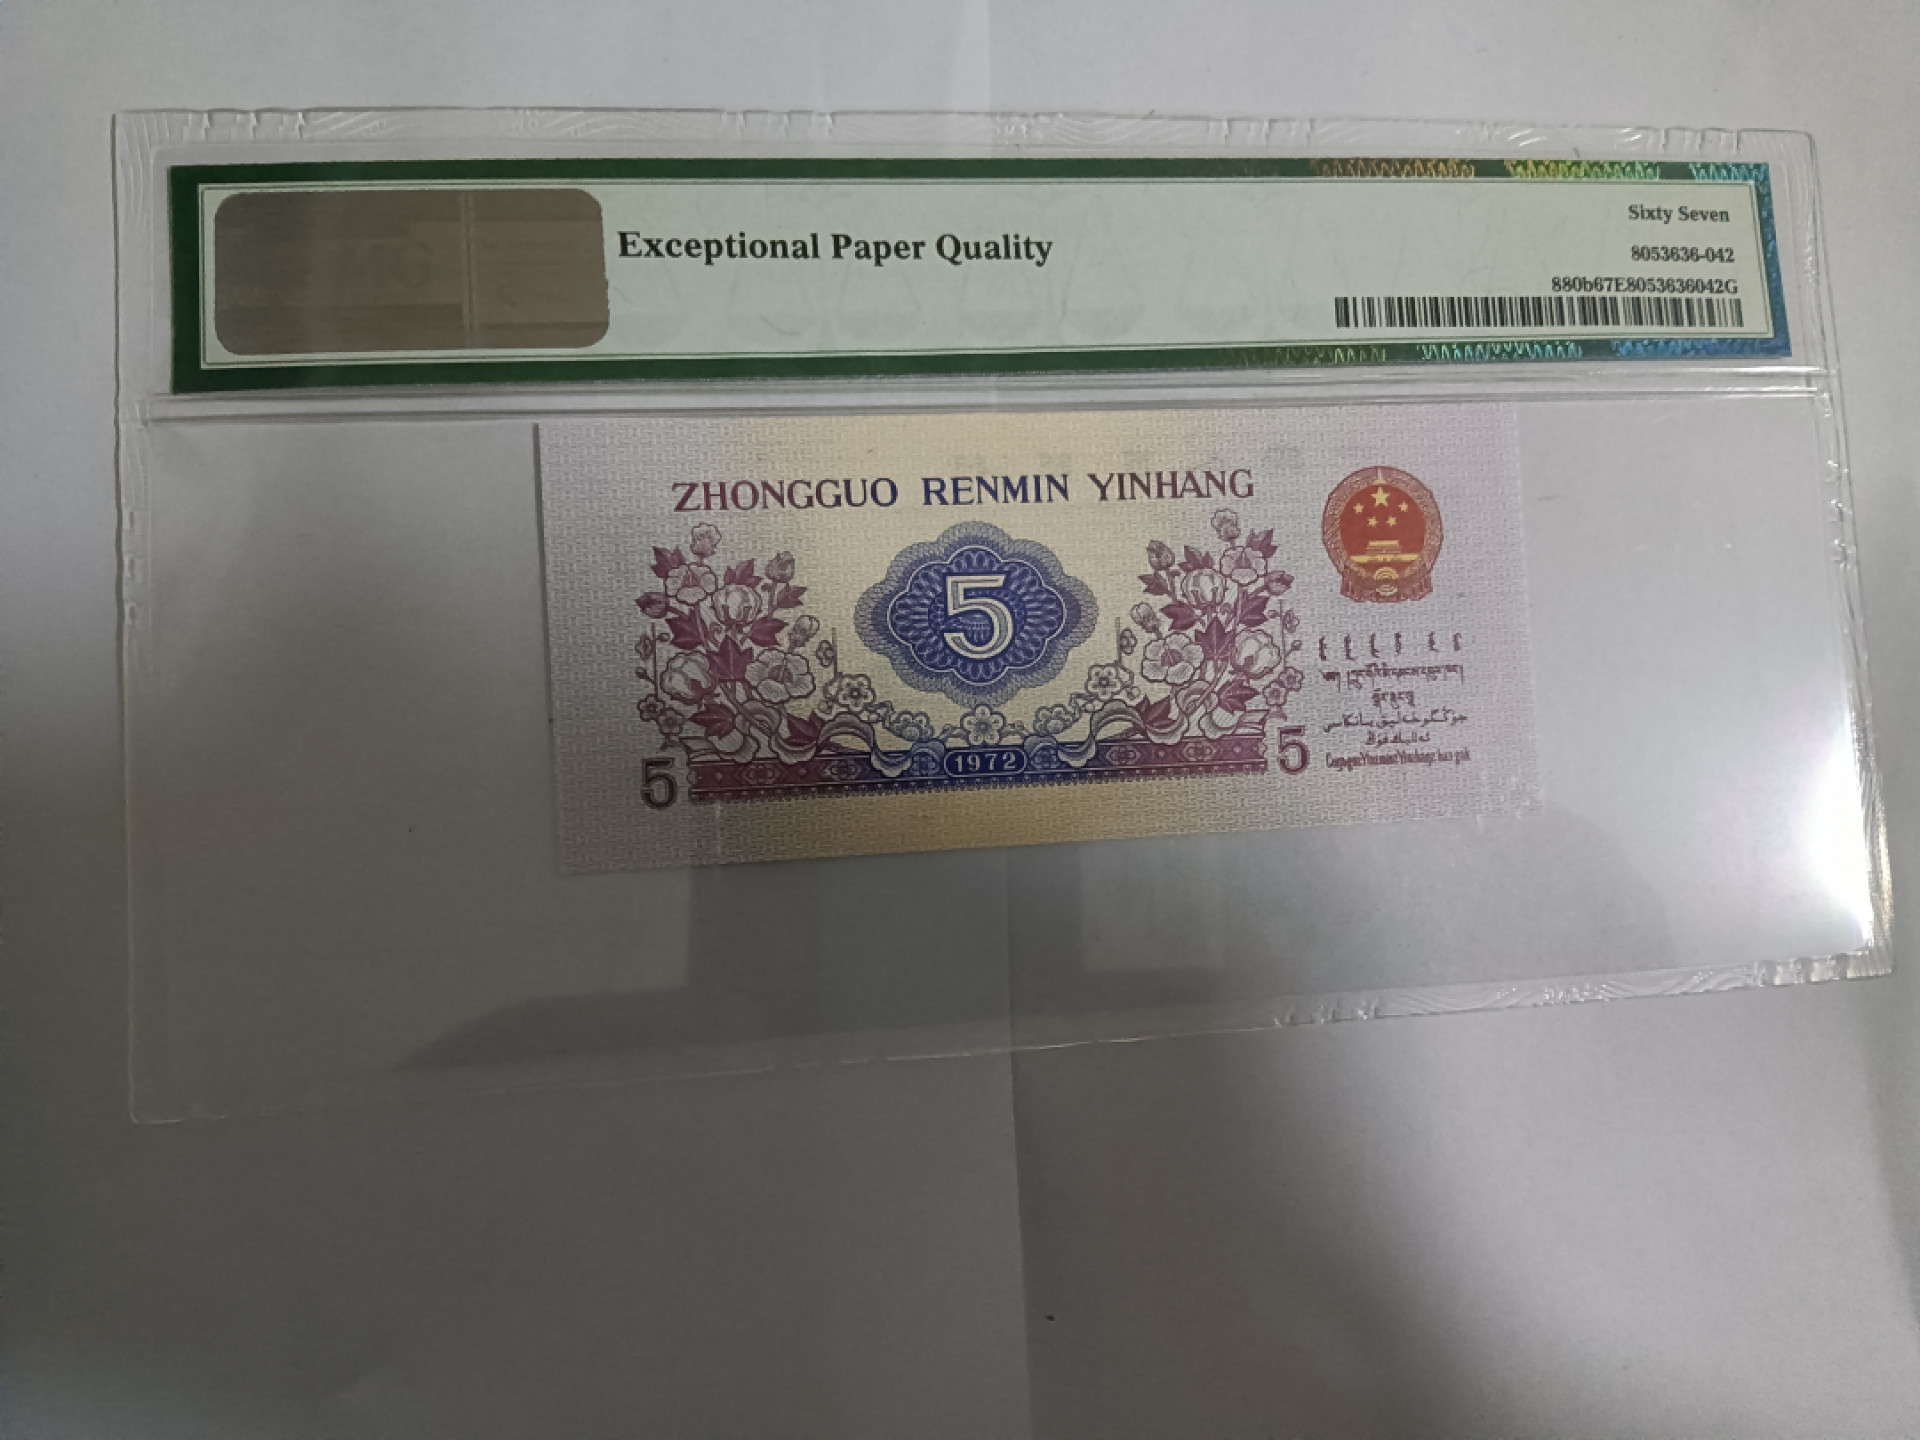 Exceptional Paper Quality
Sixty Seven
8053636-042
880b67E8053636042G
ZHONGGUO RENMIN YINHANG
5
1972
5
5